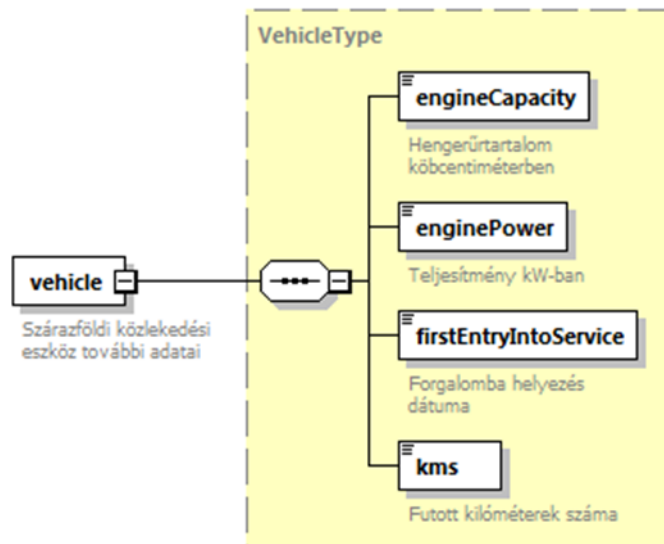 VehicleType
engineCapacity
Hengerűrtartalom
köbcentiméterben
enginePower
Teljesítmény kW-ban
vehicle
Szárazföldi közlekedési
eszköz további adatai
firstEntryIntoService
Forgalomba helyezés
dátuma
kms
Futott kilóméterek száma